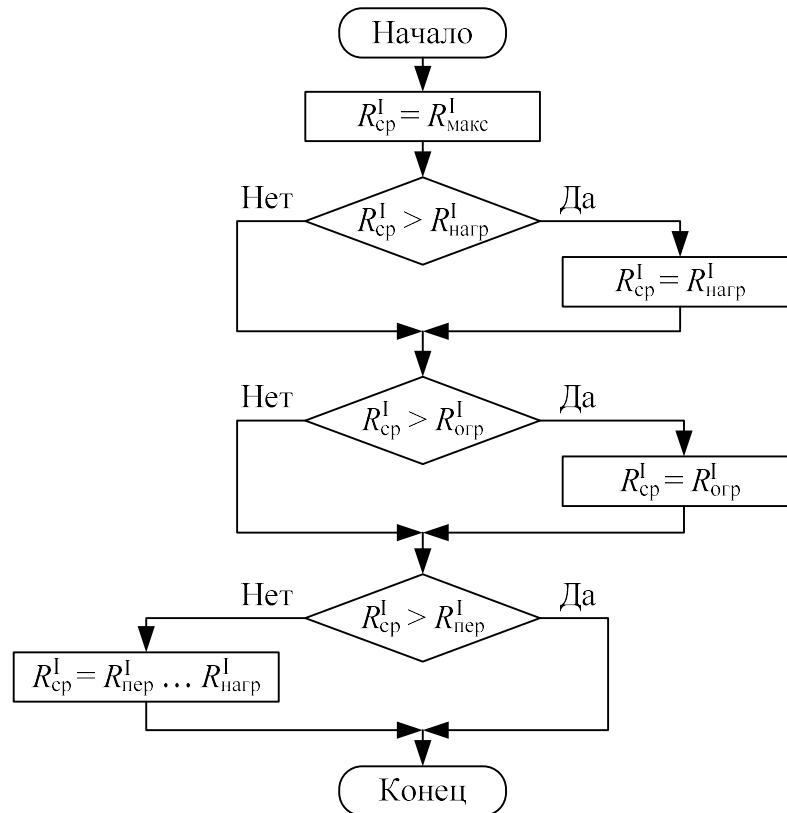 Начало
R^I_ср = R^I_макс
Нет Да
R^I_ср > R^I_нагр
R^I_ср = R^I_нагр
Нет Да
R^I_ср > R^I_огр
R^I_ср = R^I_огр
Нет Да
R^I_ср > R^I_пер
R^I_ср = R^I_пер … R^I_нагр
Конец